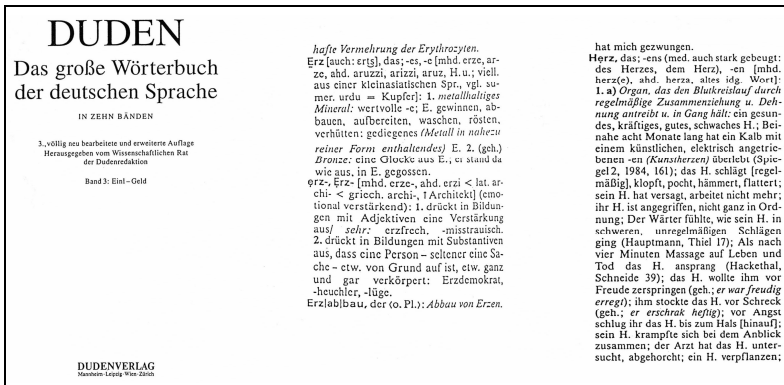 DUDEN
Das große Wörterbuch
der deutschen Sprache
IN ZEHN BÄNDEN
3., völlig neu bearbeitete und erweiterte Auflage
Herausgegeben vom Wissenschaftlichen Rat
der Dudenredaktion
Band 3: Einl – Geld
DUDENVERLAG
Mannheim · Leipzig · Wien · Zürich
hafte Vermehrung der Erythrozyten.
Erz [auch: ɛrts], das; -es, -e [mhd. erze, ar-
ze, ahd. aruzzi, arizzi, aruz, H. u.; viell.
aus einer kleinasiatischen Spr., vgl. su-
mer. urdu = Kupfer]: 1. metallhaltiges
Mineral: wertvolle -e; E. gewinnen, ab-
bauen, aufbereiten, waschen, rösten,
verhütten; gediegenes (Metall in nahezu
reiner Form enthaltendes) E. 2. (geh.)
Bronze: eine Glocke aus E., er stand da
wie aus, in E. gegossen.
erz-, Erz- [mhd. erze-, ahd. erzi < lat. ar-
chi- < griech. archi-, ↑Architekt] (emo-
tional verstärkend): 1. drückt in Bildun-
gen mit Adjektiven eine Verstärkung
aus/ sehr: erzfrech, -misstrauisch.
2. drückt in Bildungen mit Substantiven
aus, dass eine Person – seltener eine Sa-
che – etw. von Grund auf ist, etw. ganz
und gar verkörpert: Erzdemokrat,
-heuchler, -lüge.
Erz|ab|bau, der ⟨o. Pl.⟩: Abbau von Erzen.
hat mich gezwungen.
Herz, das; -ens (med. auch stark gebeugt:
des Herzes, dem Herz), -en [mhd.
herz(e), ahd. herza, altes idg. Wort]:
1. a) Organ, das den Blutkreislauf durch
regelmäßige Zusammenziehung u. Deh-
nung antreibt u. in Gang hält: ein gesun-
des, kräftiges, gutes, schwaches H.; Bei-
nahe acht Monate lang hat ein Kalb mit
einem künstlichen, elektrisch angetrie-
benen -en (Kunstherzen) überlebt (Spie-
gel 2, 1984, 161); das H. schlägt [regel-
mäßig], klopft, pocht, hämmert, flattert;
sein H. hat versagt, arbeitet nicht mehr;
ihr H. ist angegriffen, nicht ganz in Ord-
nung; Der Wärter fühlte, wie sein H. in
schweren, unregelmäßigen Schlägen
ging (Hauptmann, Thiel 17); Als nach
vier Minuten Massage auf Leben und
Tod das H. ansprang (Hackethal,
Schneide 39); das H. wollte ihm vor
Freude zerspringen (geh.; er war freudig
erregt); ihm stockte das H. vor Schreck
(geh.; er erschrak heftig); vor Angst
schlug ihr das H. bis zum Hals [hinauf];
sein H. krampfte sich bei dem Anblick
zusammen; der Arzt hat das H. unter-
sucht, abgehorcht; ein H. verpflanzen;